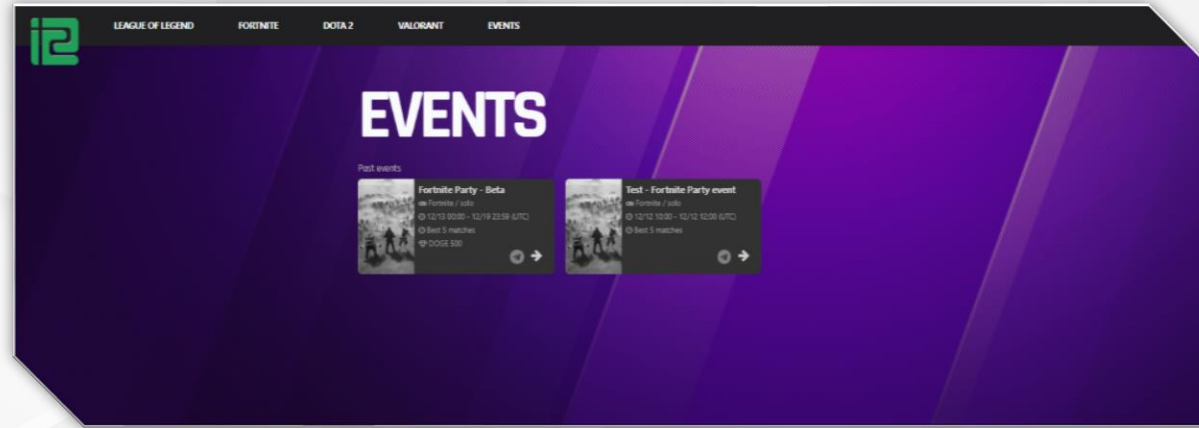 LEAGUE OF LEGEND FORTNITE DOTA 2 VALORANT EVENTS
EVENTS
Past events
Fortnite Party - Beta
Fortnite / solo
12/13 00:00 - 12/19 23:59 (UTC)
Best 5 matches
DOGE 500
Test - Fortnite Party event
Fortnite / solo
12/12 10:00 - 12/12 12:00 (UTC)
Best 5 matches